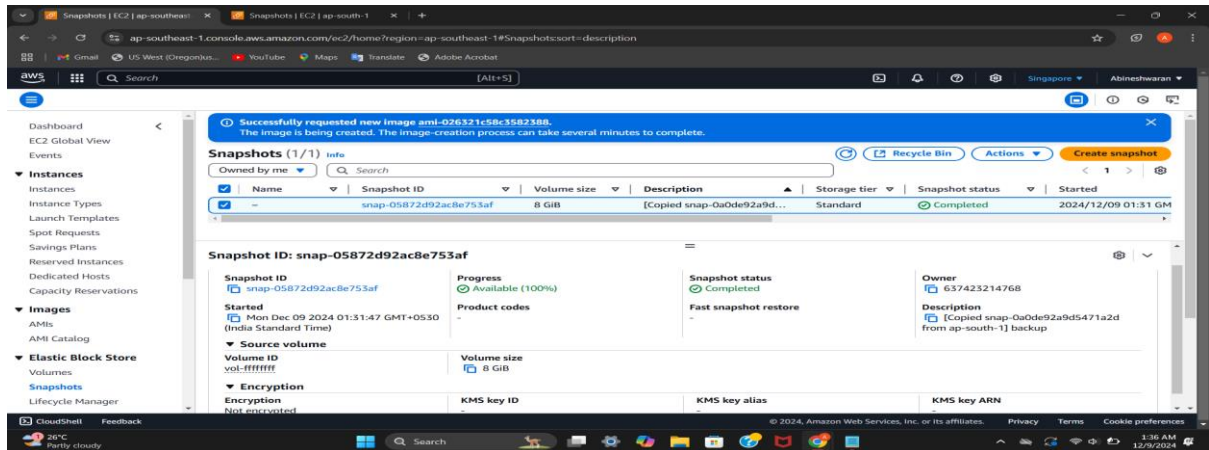 Snapshots | EC2 | ap-southeast
Snapshots | EC2 | ap-south-1
ap-southeast-1.console.aws.amazon.com/ec2/home?region=ap-southeast-1#Snapshots:sort=description
Gmail US West (Oregon)us... YouTube Maps Translate Adobe Acrobat
aws Search [Alt+S] Singapore Abineshwaran
Successfully requested new image ami-026321c58c3582388.
The image is being created. The image-creation process can take several minutes to complete.
Dashboard
EC2 Global View
Events
Instances
Instances
Instance Types
Launch Templates
Spot Requests
Savings Plans
Reserved Instances
Dedicated Hosts
Capacity Reservations
Images
AMIs
AMI Catalog
Elastic Block Store
Volumes
Snapshots
Lifecycle Manager
Snapshots (1/1) Info
Recycle Bin Actions Create snapshot
Owned by me Search 1
Name Snapshot ID Volume size Description Storage tier Snapshot status Started
– snap-05872d92ac8e753af 8 GiB [Copied snap-0a0de92a9d... Standard Completed 2024/12/09 01:31 GM
Snapshot ID: snap-05872d92ac8e753af
Snapshot ID Progress Snapshot status Owner
snap-05872d92ac8e753af Available (100%) Completed 637423214768
Started Product codes Fast snapshot restore Description
Mon Dec 09 2024 01:31:47 GMT+0530 - - [Copied snap-0a0de92a9d5471a2d
(India Standard Time) from ap-south-1] backup
Source volume
Volume ID Volume size
vol-ffffffff 8 GiB
Encryption
Encryption KMS key ID KMS key alias KMS key ARN
Not encrypted - - -
CloudShell Feedback © 2024, Amazon Web Services, Inc. or its affiliates. Privacy Terms Cookie preferences
26°C Search 1:36 AM
Partly cloudy 12/9/2024